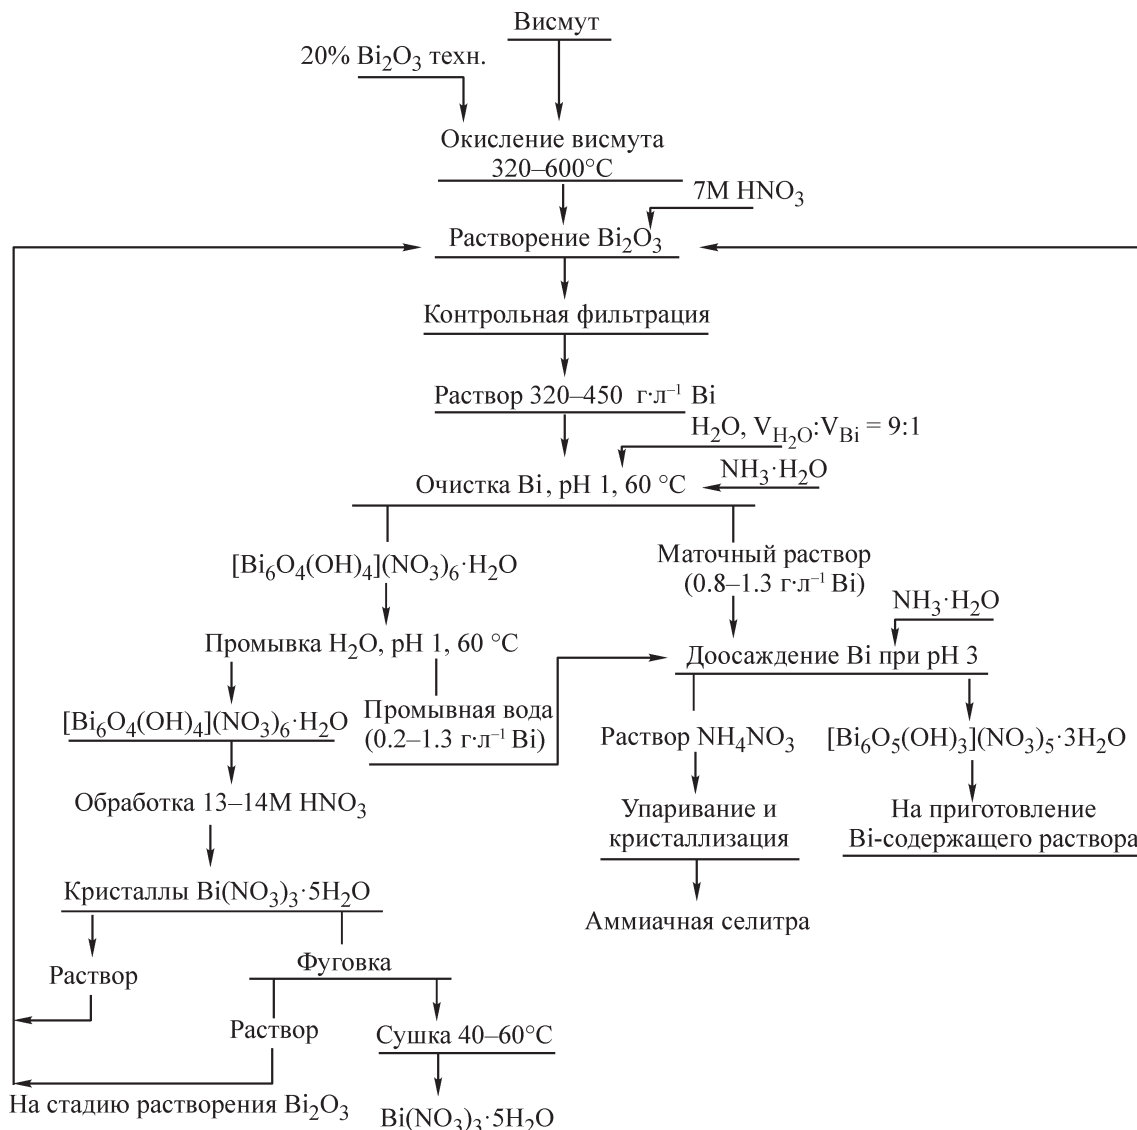 Висмут
20% Bi₂O₃ техн.
Окисление висмута
320–600°C
7М HNO₃
Растворение Bi₂O₃
Контрольная фильтрация
Раствор 320–450 г·л⁻¹ Bi
H₂O, V_H₂O:V_Bi = 9:1
Очистка Bi, pH 1, 60 °C
NH₃·H₂O
[Bi₆O₄(OH)₄](NO₃)₆·H₂O
Маточный раствор
(0.8–1.3 г·л⁻¹ Bi)
NH₃·H₂O
Промывка H₂O, pH 1, 60 °C
Доосаждение Bi при pH 3
[Bi₆O₄(OH)₄](NO₃)₆·H₂O
Промывная вода
(0.2–1.3 г·л⁻¹ Bi)
Раствор NH₄NO₃
[Bi₆O₅(OH)₃](NO₃)₅·3H₂O
Обработка 13–14М HNO₃
Упаривание и
кристаллизация
На приготовление
Bi-содержащего раствора
Кристаллы Bi(NO₃)₃·5H₂O
Аммиачная селитра
Раствор
Фуговка
Раствор
Сушка 40–60°C
На стадию растворения Bi₂O₃
Bi(NO₃)₃·5H₂O